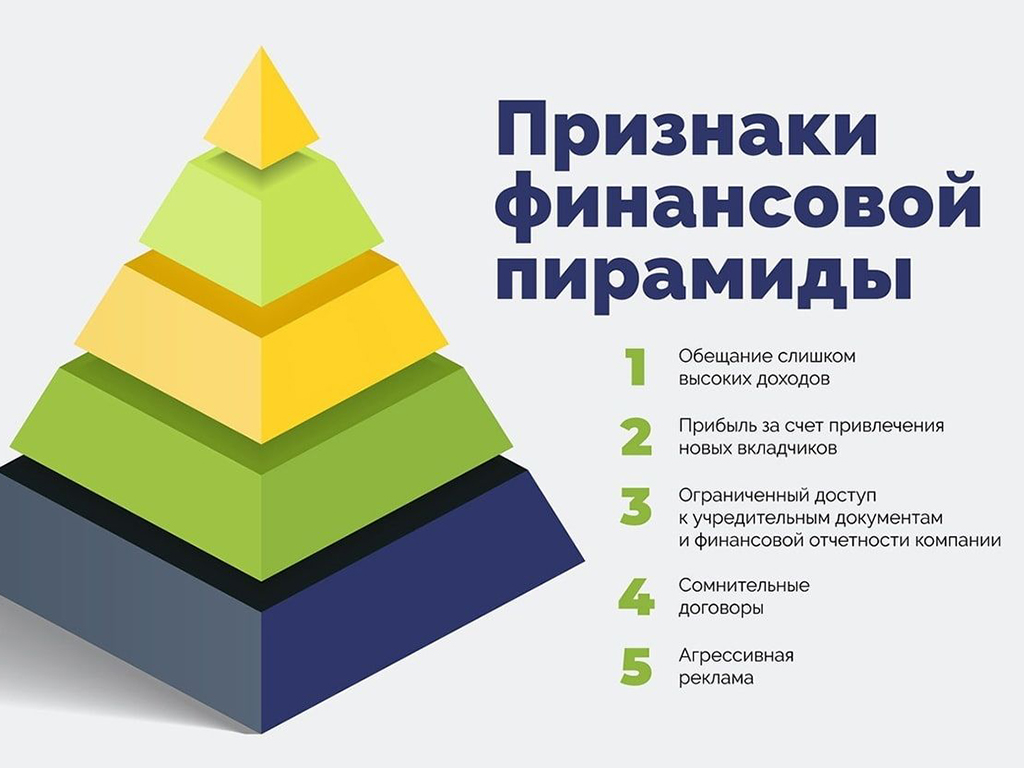 Признаки
финансовой
пирамиды
1 Обещание слишком
высоких доходов
2 Прибыль за счет привлечения
новых вкладчиков
3 Ограниченный доступ
к учредительным документам
и финансовой отчетности компании
4 Сомнительные
договоры
5 Агрессивная
реклама